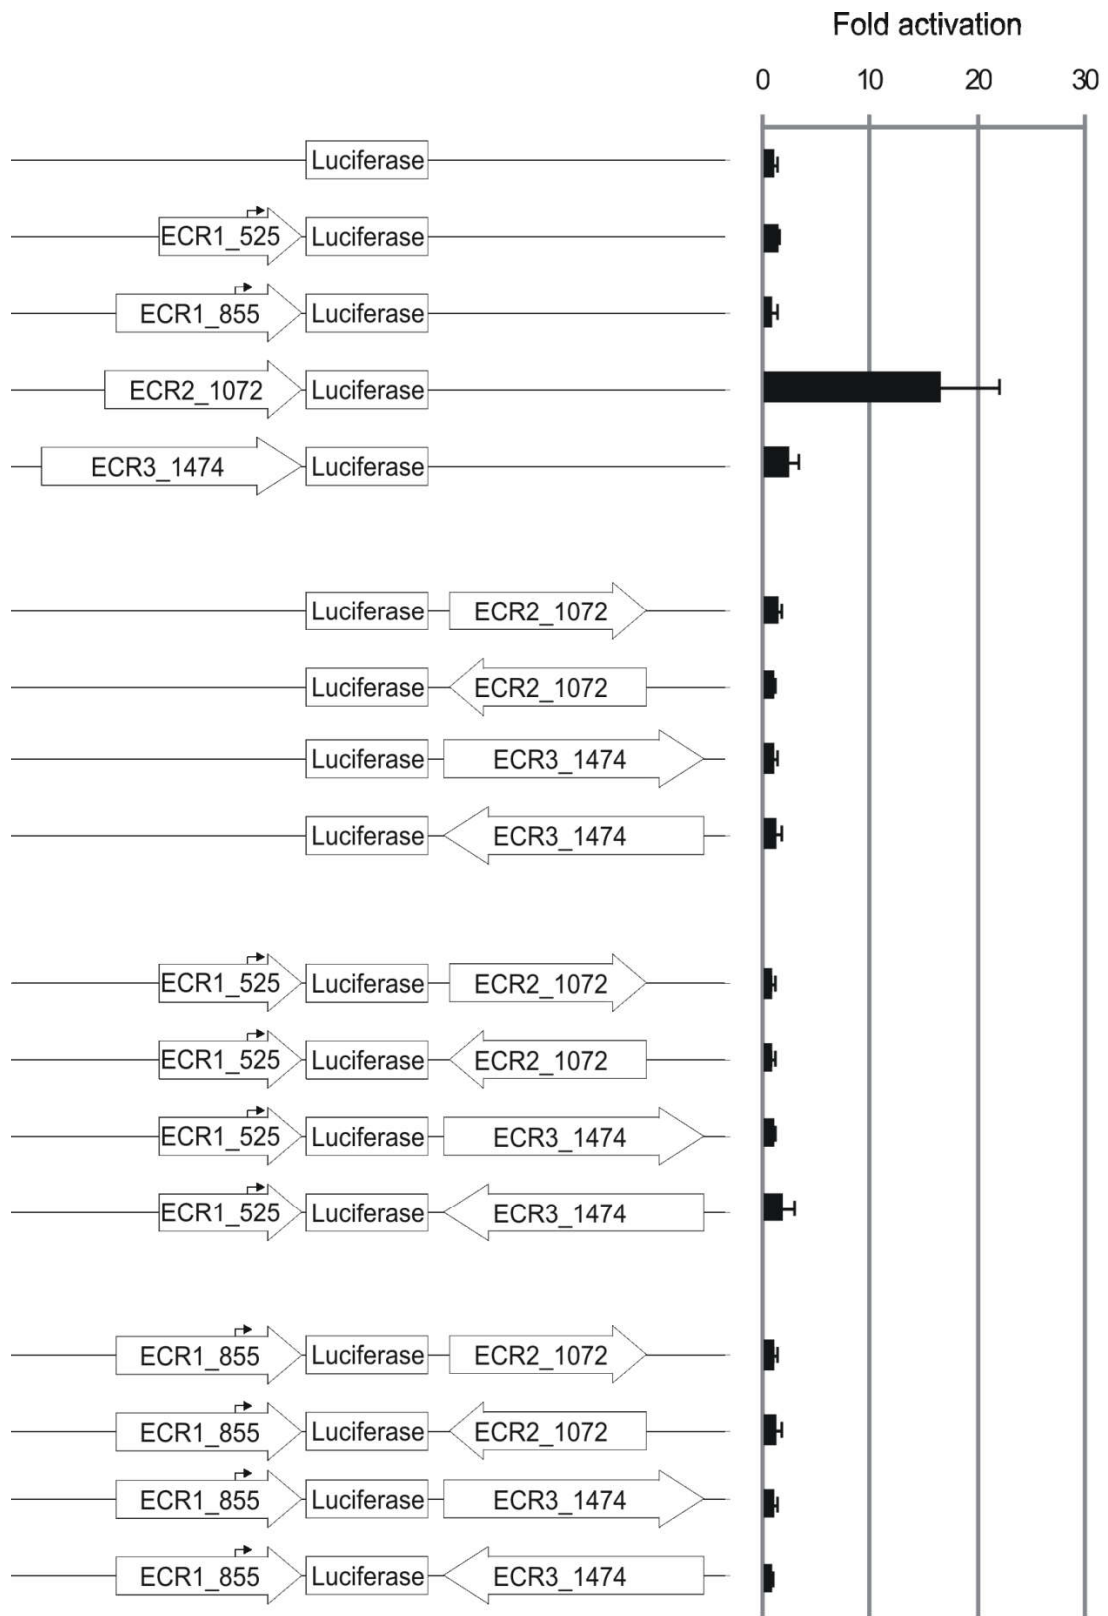 Fold activation
0 10 20 30
Luciferase
ECR1_525 Luciferase
ECR1_855 Luciferase
ECR2_1072 Luciferase
ECR3_1474 Luciferase
Luciferase ECR2_1072
Luciferase ECR2_1072
Luciferase ECR3_1474
Luciferase ECR3_1474
ECR1_525 Luciferase ECR2_1072
ECR1_525 Luciferase ECR2_1072
ECR1_525 Luciferase ECR3_1474
ECR1_525 Luciferase ECR3_1474
ECR1_855 Luciferase ECR2_1072
ECR1_855 Luciferase ECR2_1072
ECR1_855 Luciferase ECR3_1474
ECR1_855 Luciferase ECR3_1474